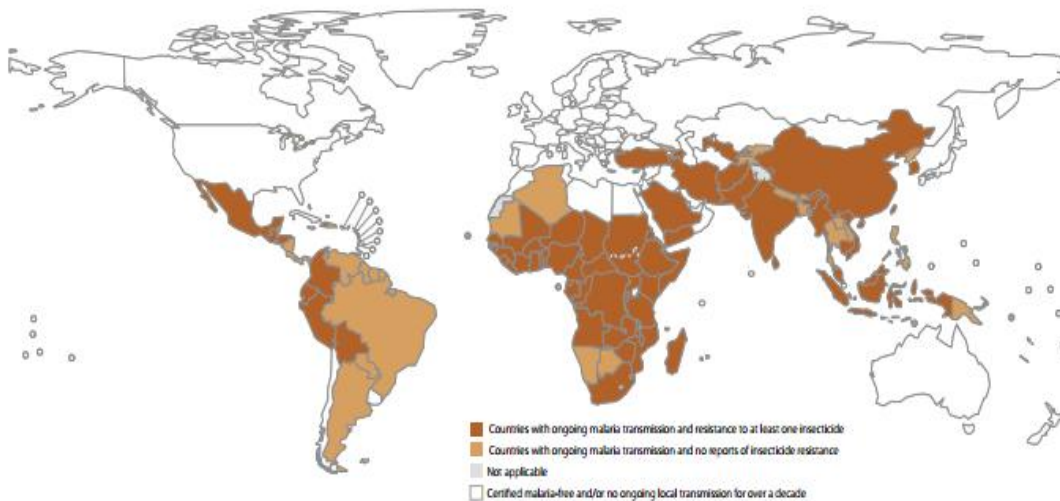 Countries with ongoing malaria transmission and resistance to at least one insecticide
Countries with ongoing malaria transmission and no reports of insecticide resistance
Not applicable
Certified malaria-free and/or no ongoing local transmission for over a decade